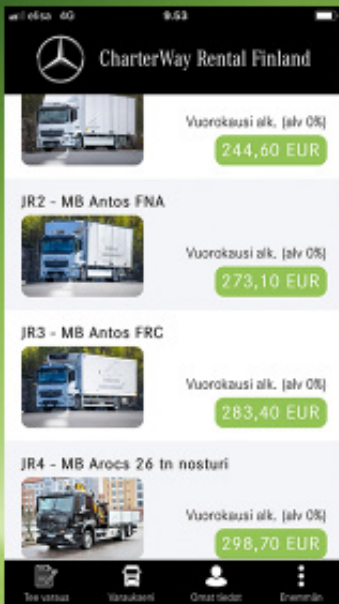 elisa 4G 9.53
CharterWay Rental Finland
Vuorokausi alk. (alv 0%)
244,60 EUR
JR2 - MB Antos FNA
Vuorokausi alk. (alv 0%)
273,10 EUR
JR3 - MB Antos FRC
Vuorokausi alk. (alv 0%)
283,40 EUR
JR4 - MB Arocs 26 tn nosturi
Vuorokausi alk. (alv 0%)
298,70 EUR
Tee varaus Varaukseni Omat tiedot Enemmän